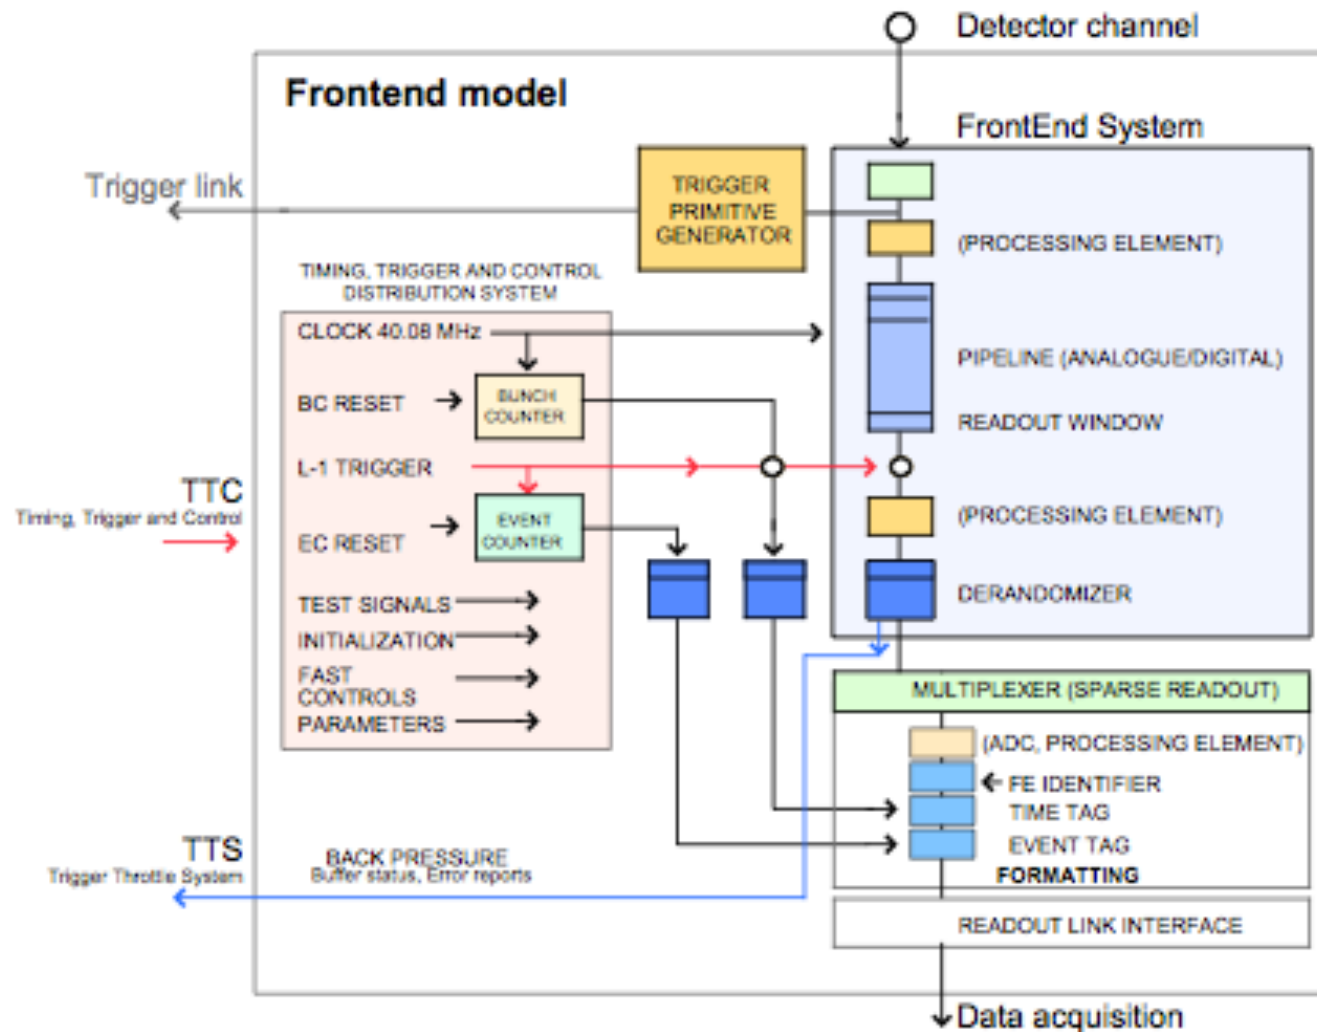 Detector channel
Frontend model
FrontEnd System
Trigger link
TRIGGER
PRIMITIVE
GENERATOR
(PROCESSING ELEMENT)
TIMING, TRIGGER AND CONTROL
DISTRIBUTION SYSTEM
CLOCK 40.08 MHz
PIPELINE (ANALOGUE/DIGITAL)
BC RESET
BUNCH
COUNTER
READOUT WINDOW
L-1 TRIGGER
TTC
Timing, Trigger and Control
EVENT
COUNTER
(PROCESSING ELEMENT)
EC RESET
TEST SIGNALS
DERANDOMIZER
INITIALIZATION
FAST
CONTROLS
PARAMETERS
MULTIPLEXER (SPARSE READOUT)
(ADC, PROCESSING ELEMENT)
FE IDENTIFIER
TIME TAG
EVENT TAG
FORMATTING
TTS
Trigger Throttle System
BACK PRESSURE
Buffer status, Error reports
READOUT LINK INTERFACE
Data acquisition